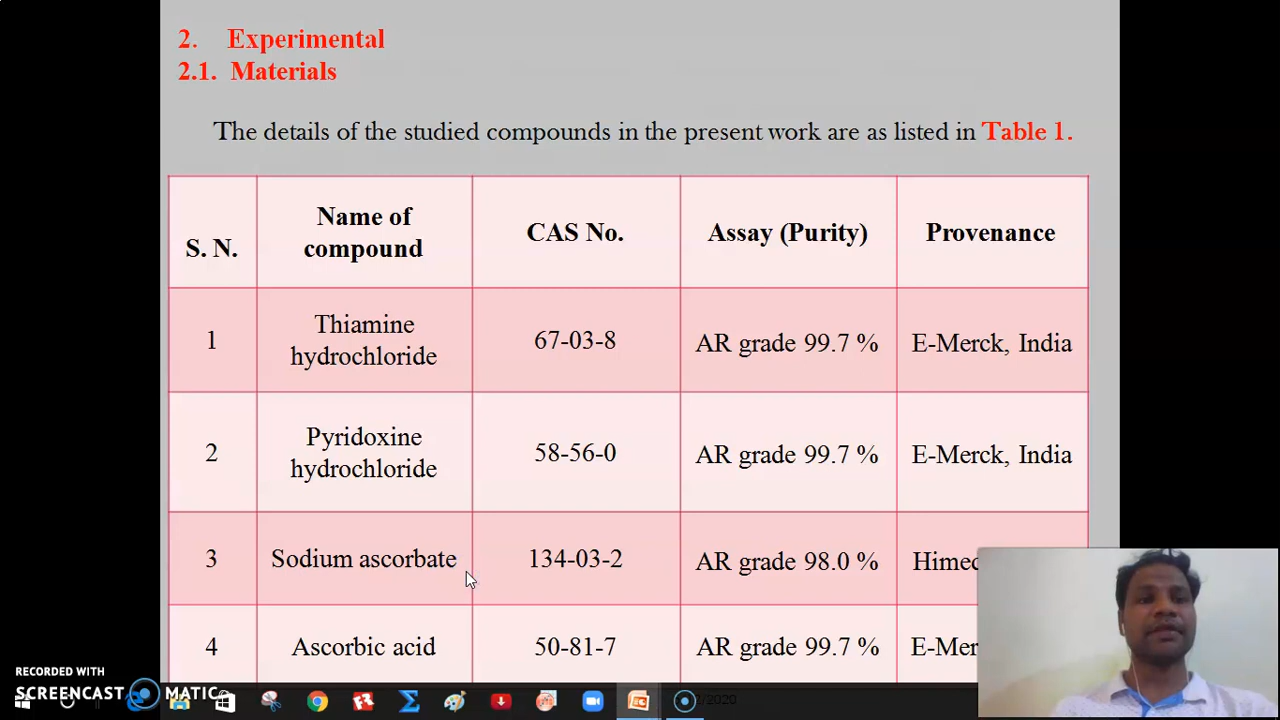 2. Experimental
2.1. Materials
The details of the studied compounds in the present work are as listed in Table 1.
S. N. Name of compound CAS No. Assay (Purity) Provenance
1 Thiamine hydrochloride 67-03-8 AR grade 99.7 % E-Merck, India
2 Pyridoxine hydrochloride 58-56-0 AR grade 99.7 % E-Merck, India
3 Sodium ascorbate 134-03-2 AR grade 98.0 %
4 Ascorbic acid 50-81-7 AR grade 99.7 %
RECORDED WITH
SCREENCAST MATIC